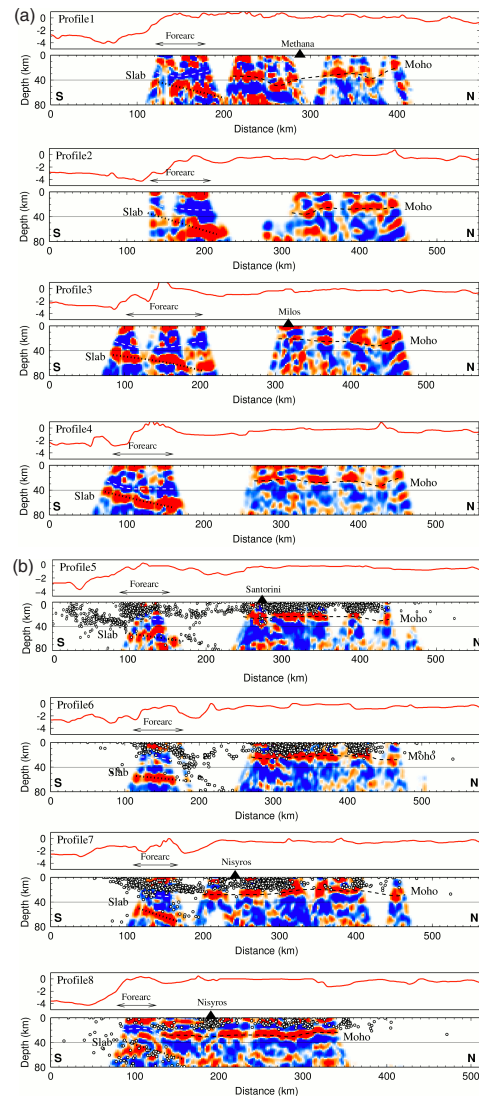 (a)
Profile1
0
−2
−4
Forearc
Methana
Depth (km)
0
40
80
Slab
Moho
S
N
0 100 200 300 400 500
Distance (km)
Profile2
0
−2
−4
Forearc
Depth (km)
0
40
80
Slab
Moho
S
N
0 100 200 300 400 500
Distance (km)
Profile3
0
−2
Forearc
Milos
Depth (km)
0
40
80
Slab
Moho
S
N
0 100 200 300 400 500
Distance (km)
Profile4
0
−2
−4
Forearc
Depth (km)
0
40
80
Slab
Moho
S
N
0 100 200 300 400 500
Distance (km)
(b)
Profile5
0
−2
−4
Forearc
Santorini
Depth (km)
0
40
80
Slab
Moho
S
N
0 100 200 300 400 500
Distance (km)
Profile6
0
−2
Forearc
Depth (km)
0
40
80
Slab
Moho
S
N
0 100 200 300 400 500
Distance (km)
Profile7
0
−2
Forearc
Nisyros
Depth (km)
0
40
80
Slab
Moho
S
N
0 100 200 300 400 500
Distance (km)
Profile8
0
−2
−4
Forearc
Nisyros
Depth (km)
0
40
80
Slab
Moho
S
N
0 100 200 300 400 500
Distance (km)